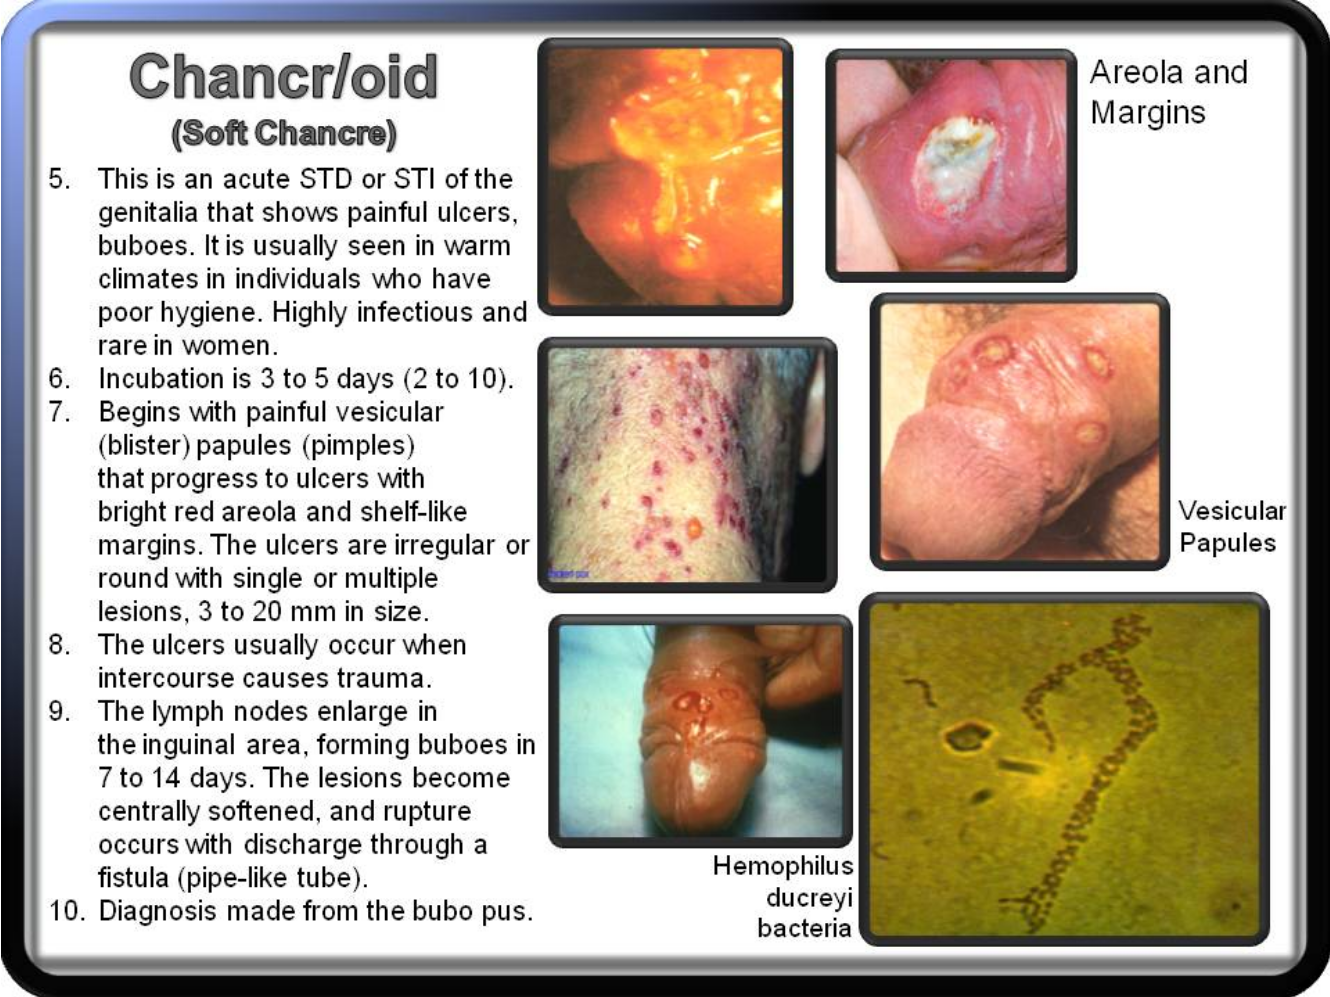 Chancr/oid
(Soft Chancre)
5. This is an acute STD or STI of the
genitalia that shows painful ulcers,
buboes. It is usually seen in warm
climates in individuals who have
poor hygiene. Highly infectious and
rare in women.
6. Incubation is 3 to 5 days (2 to 10).
7. Begins with painful vesicular
(blister) papules (pimples)
that progress to ulcers with
bright red areola and shelf-like
margins. The ulcers are irregular or
round with single or multiple
lesions, 3 to 20 mm in size.
8. The ulcers usually occur when
intercourse causes trauma.
9. The lymph nodes enlarge in
the inguinal area, forming buboes in
7 to 14 days. The lesions become
centrally softened, and rupture
occurs with discharge through a
fistula (pipe-like tube).
10. Diagnosis made from the bubo pus.
Areola and
Margins
Vesicular
Papules
Hemophilus
ducreyi
bacteria